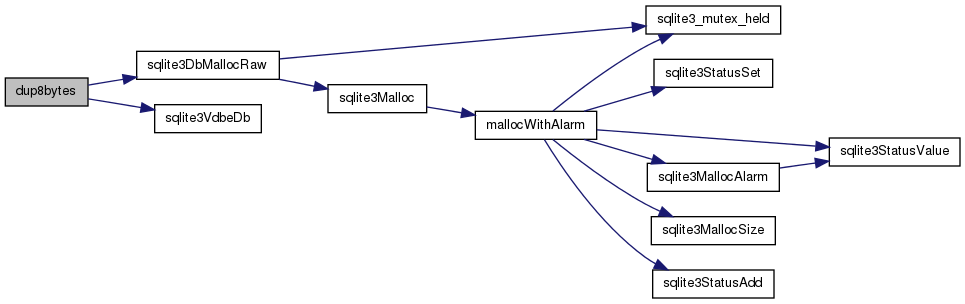 dup8bytes
sqlite3DbMallocRaw
sqlite3VdbeDb
sqlite3Malloc
mallocWithAlarm
sqlite3_mutex_held
sqlite3StatusSet
sqlite3MallocAlarm
sqlite3MallocSize
sqlite3StatusAdd
sqlite3StatusValue